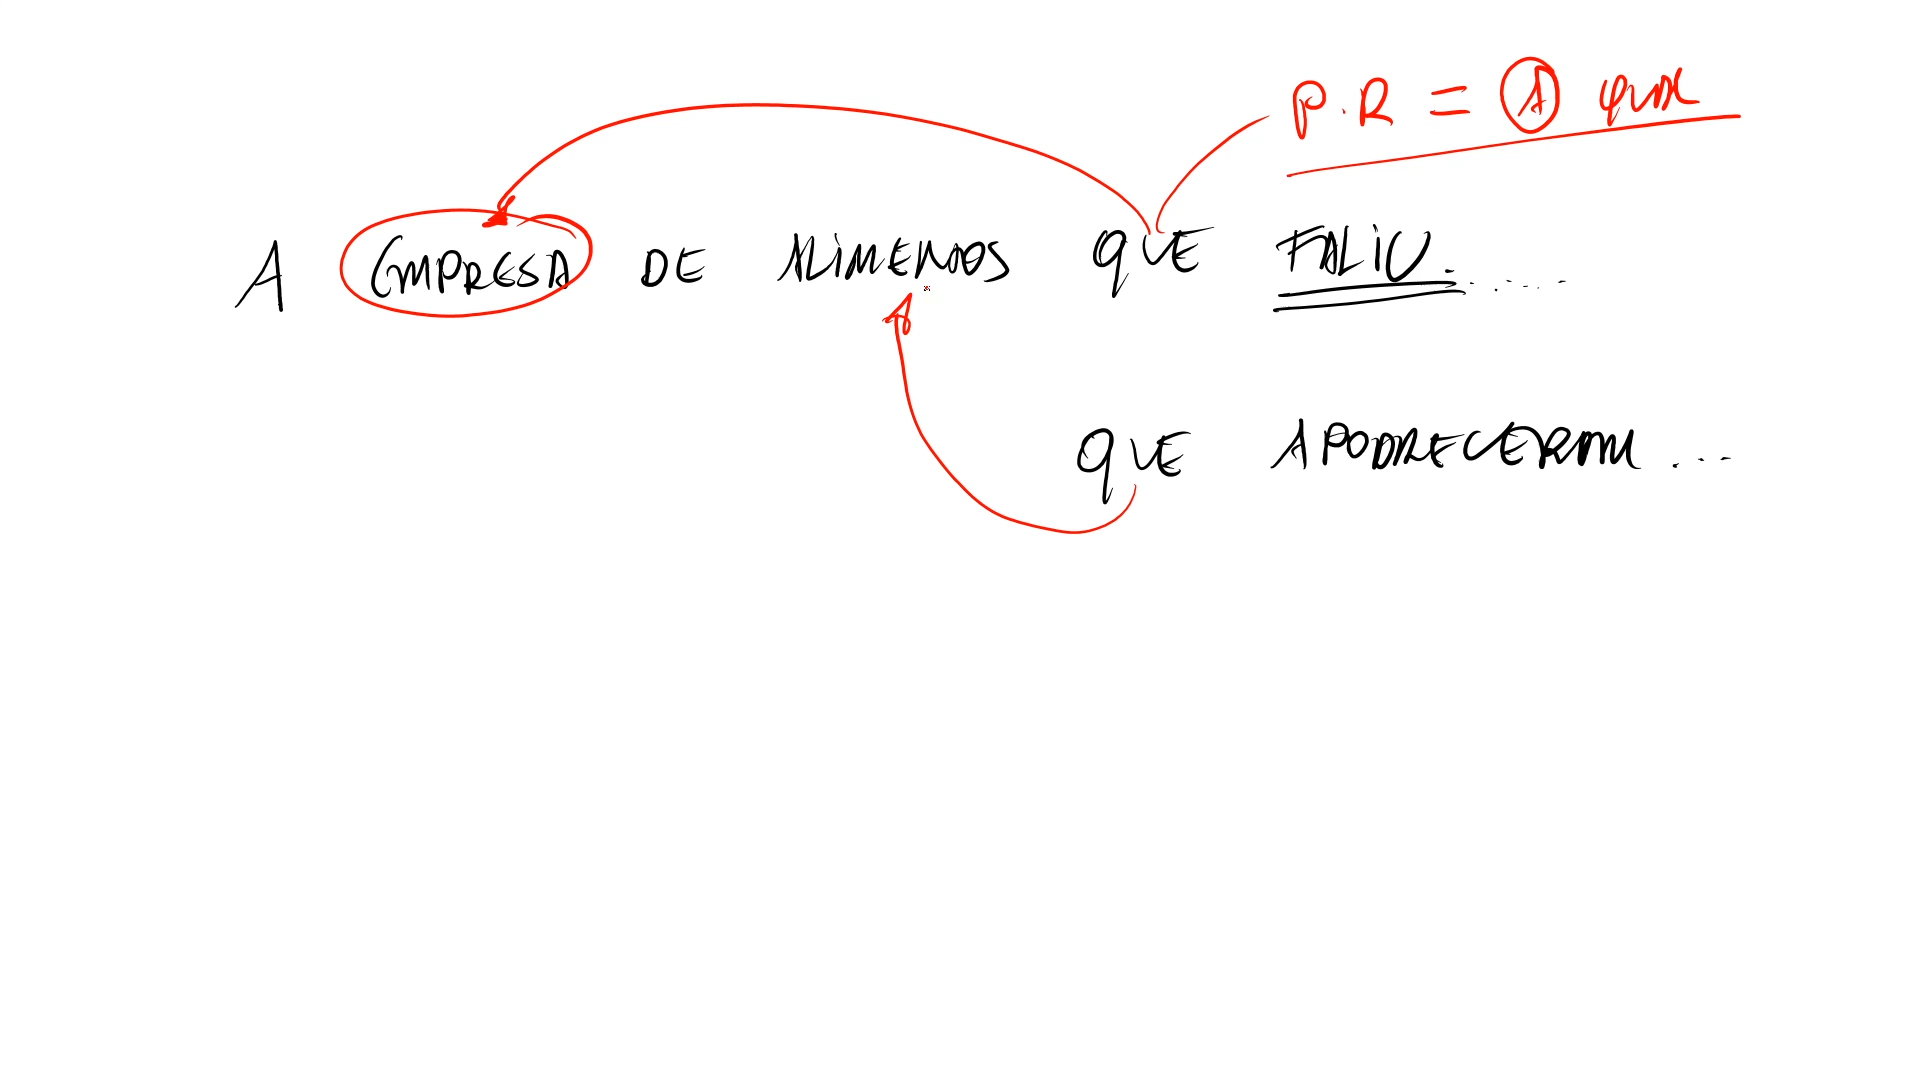 P.R = A QUAL
A EMPRESA DE ALIMENTOS QUE FALIU......
QUE APODRECERAM ...